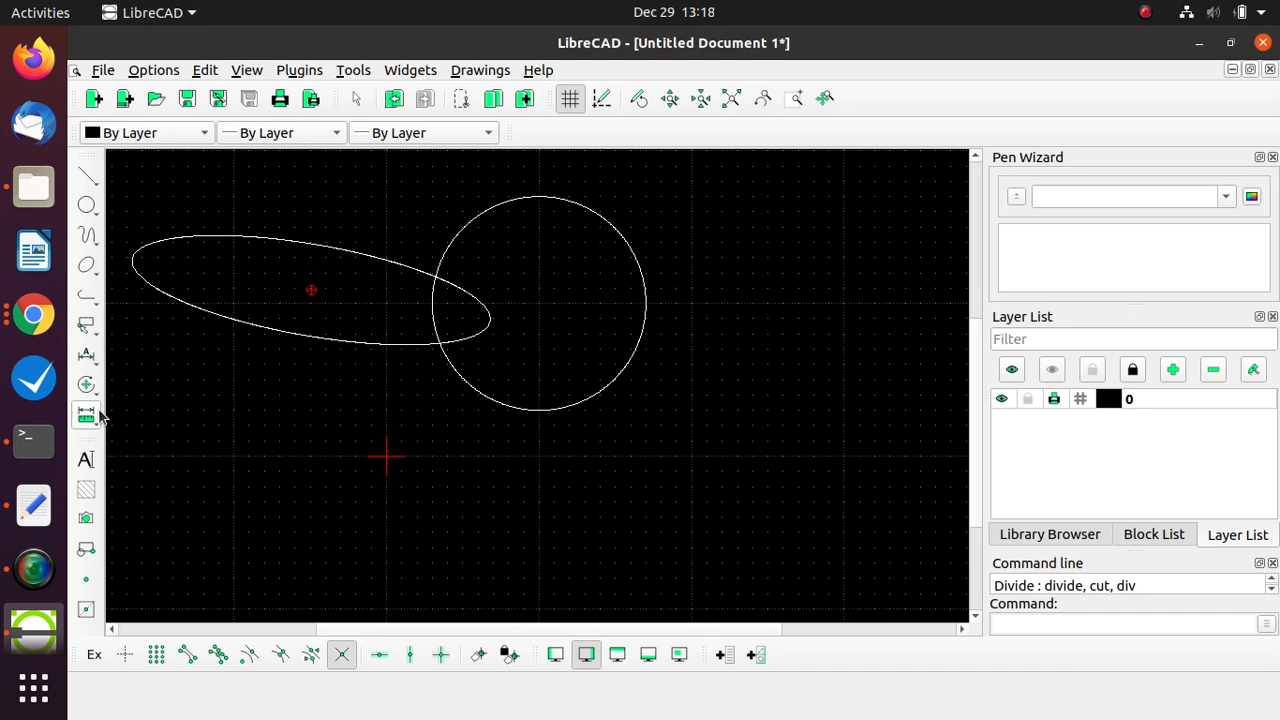 Activities LibreCAD Dec 29 13:18
LibreCAD - [Untitled Document 1*]
File Options Edit View Plugins Tools Widgets Drawings Help
By Layer By Layer By Layer
Pen Wizard
Layer List
Filter
0
Library Browser Block List Layer List
Command line
Divide : divide, cut, div
Command:
Ex